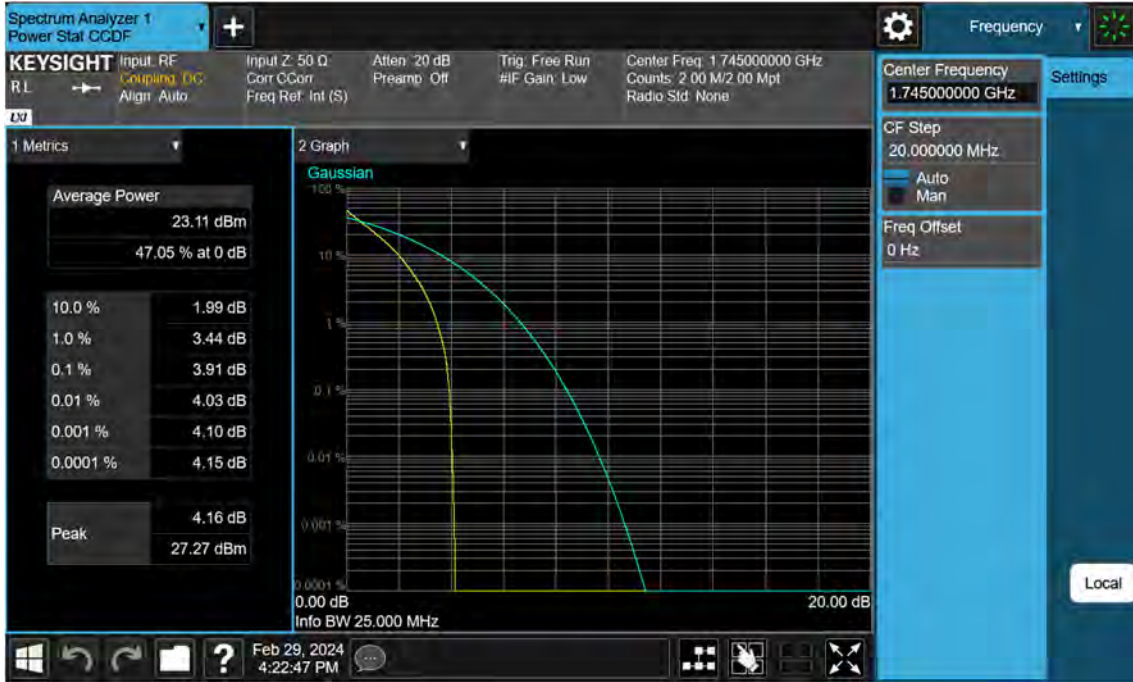 Spectrum Analyzer 1
Power Stat CCDF
+
Frequency
KEYSIGHT
R L
LXI
Input: RF
Coupling: DC
Align: Auto
Input Z: 50 Ω
Corr CCorr
Freq Ref: Int (S)
Atten: 20 dB
Preamp: Off
Trig: Free Run
#IF Gain: Low
Center Freq: 1.745000000 GHz
Counts: 2.00 M/2.00 Mpt
Radio Std: None
Center Frequency
1.745000000 GHz
Settings
CF Step
20.000000 MHz
Auto
Man
Freq Offset
0 Hz
1 Metrics
Average Power
23.11 dBm
47.05 % at 0 dB
10.0 % 1.99 dB
1.0 % 3.44 dB
0.1 % 3.91 dB
0.01 % 4.03 dB
0.001 % 4.10 dB
0.0001 % 4.15 dB
Peak
4.16 dB
27.27 dBm
2 Graph
Gaussian
100 %
10 %
1 %
0.1 %
0.01 %
0.001 %
0.0001 %
0.00 dB 20.00 dB
Info BW 25.000 MHz
Local
?
Feb 29, 2024
4:22:47 PM